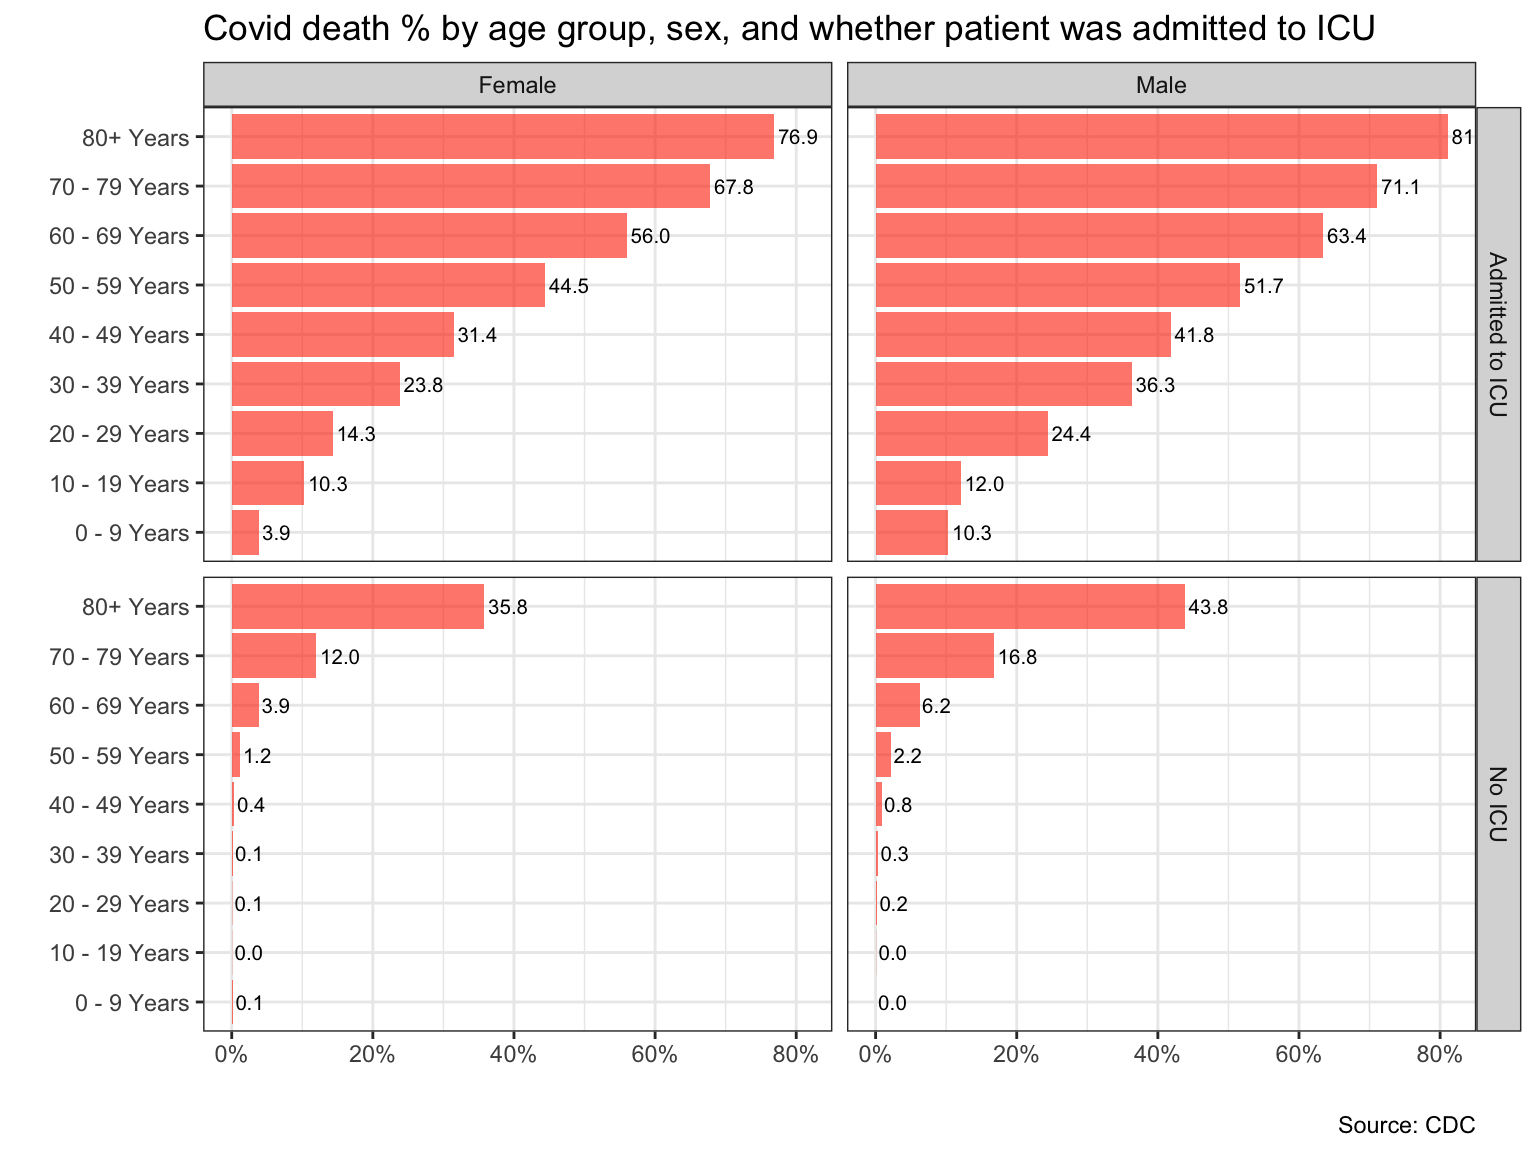 Covid death % by age group, sex, and whether patient was admitted to ICU
Female
Male
Admitted to ICU
80+ Years 76.9 81
70 - 79 Years 67.8 71.1
60 - 69 Years 56.0 63.4
50 - 59 Years 44.5 51.7
40 - 49 Years 31.4 41.8
30 - 39 Years 23.8 36.3
20 - 29 Years 14.3 24.4
10 - 19 Years 10.3 12.0
0 - 9 Years 3.9 10.3
No ICU
80+ Years 35.8 43.8
70 - 79 Years 12.0 16.8
60 - 69 Years 3.9 6.2
50 - 59 Years 1.2 2.2
40 - 49 Years 0.4 0.8
30 - 39 Years 0.1 0.3
20 - 29 Years 0.1 0.2
10 - 19 Years 0.0 0.0
0 - 9 Years 0.1 0.0
0% 20% 40% 60% 80% 0% 20% 40% 60% 80%
Source: CDC